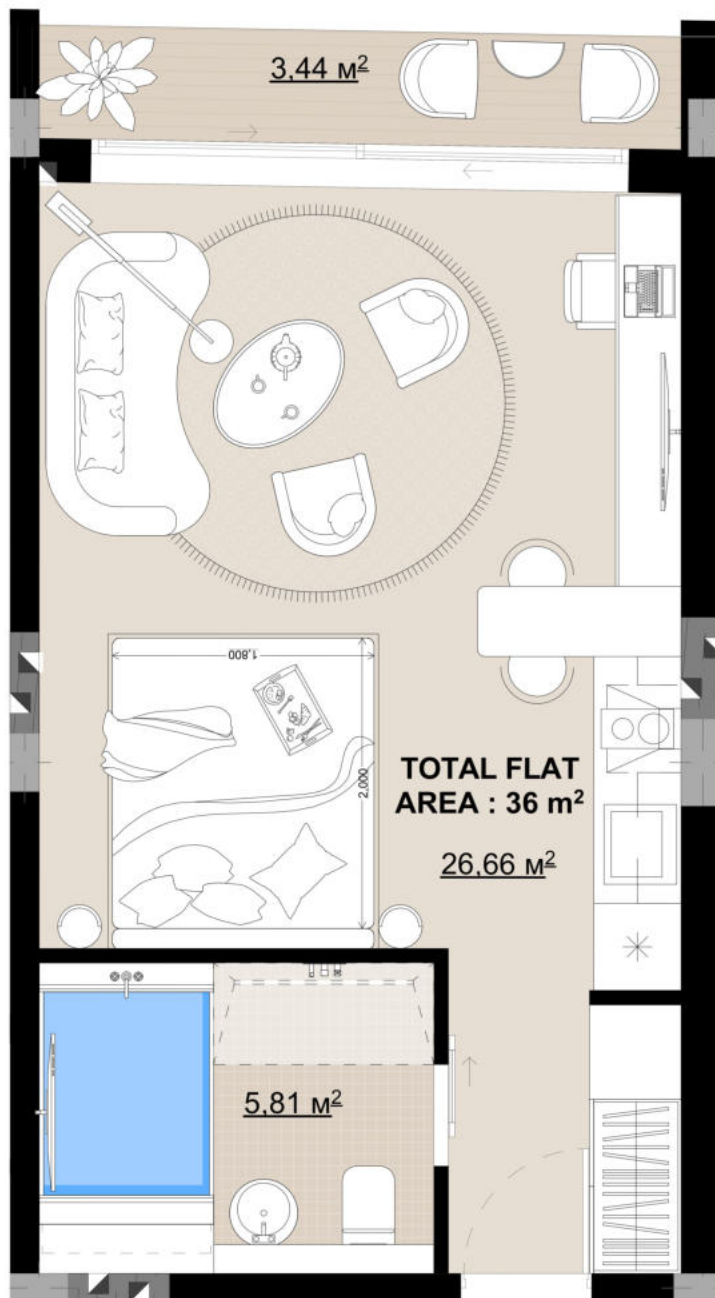 3,44 м²
1,800
2,000
TOTAL FLAT
AREA : 36 m²
26,66 м²
5,81 м²